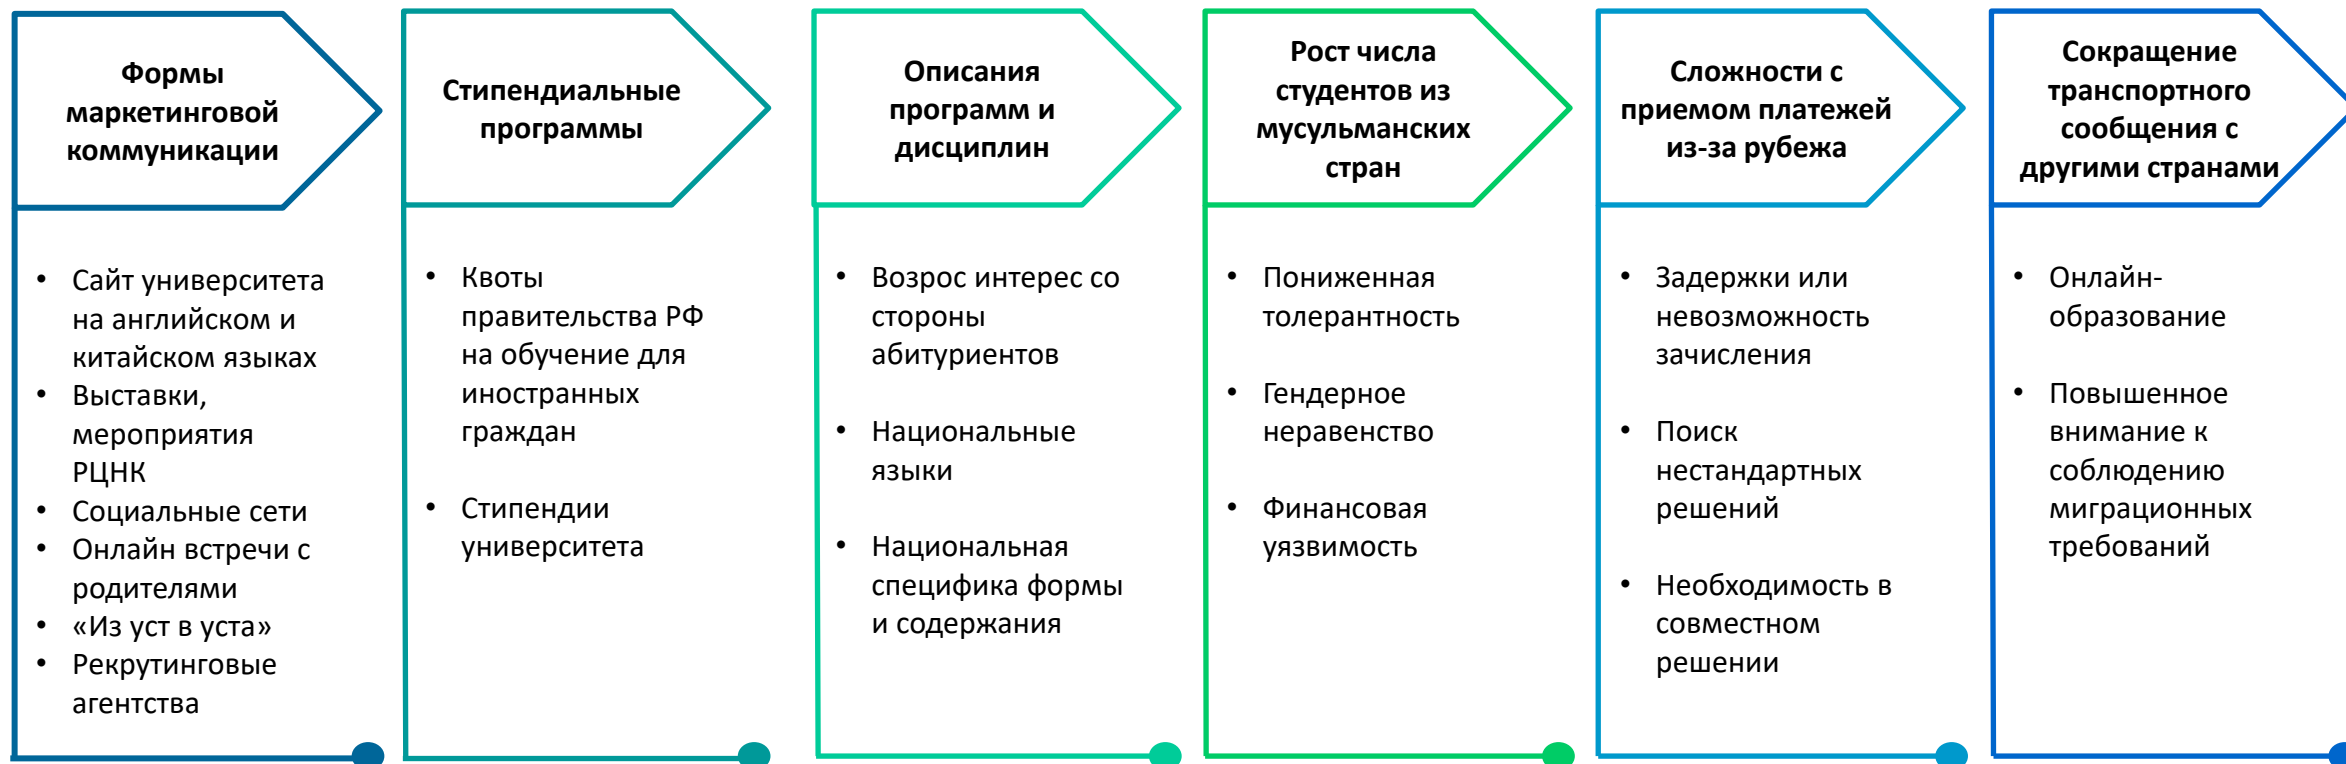 Формы
маркетинговой
коммуникации
• Сайт университета
на английском и
китайском языках
• Выставки,
мероприятия
РЦНК
• Социальные сети
• Онлайн встречи с
родителями
• «Из уст в уста»
• Рекрутинговые
агентства
Стипендиальные
программы
• Квоты
правительства РФ
на обучение для
иностранных
граждан
• Стипендии
университета
Описания
программ и
дисциплин
• Возрос интерес со
стороны
абитуриентов
• Национальные
языки
• Национальная
специфика формы
и содержания
Рост числа
студентов из
мусульманских
стран
• Пониженная
толерантность
• Гендерное
неравенство
• Финансовая
уязвимость
Сложности с
приемом платежей
из-за рубежа
• Задержки или
невозможность
зачисления
• Поиск
нестандартных
решений
• Необходимость в
совместном
решении
Сокращение
транспортного
сообщения с
другими странами
• Онлайн-
образование
• Повышенное
внимание к
соблюдению
миграционных
требований